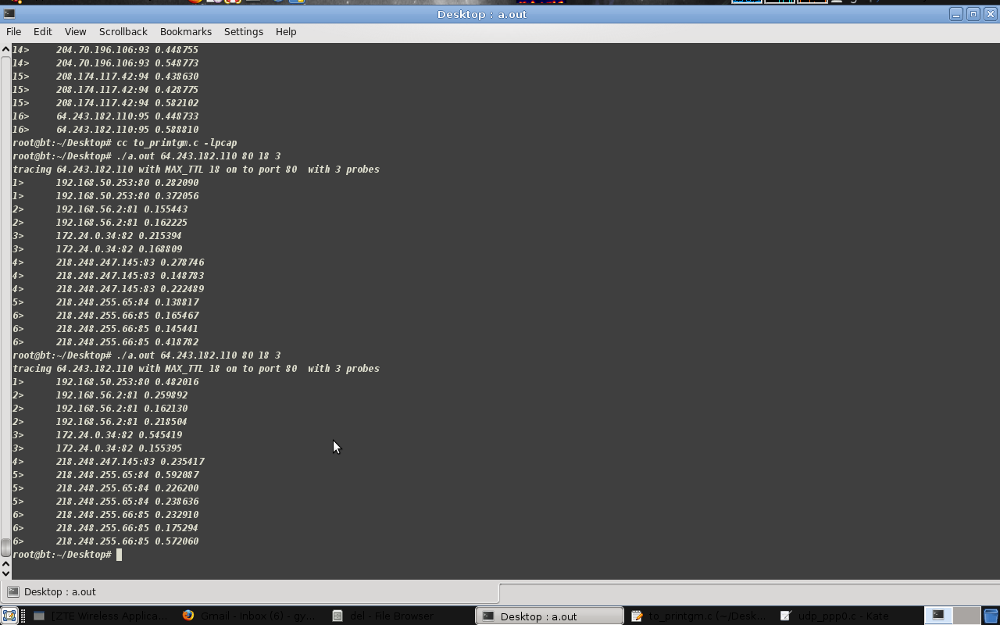 Desktop : a.out
File Edit View Scrollback Bookmarks Settings Help
14> 204.70.196.106:93 0.448755
14> 204.70.196.106:93 0.548773
15> 208.174.117.42:94 0.438630
15> 208.174.117.42:94 0.428775
15> 208.174.117.42:94 0.582102
16> 64.243.182.110:95 0.448733
16> 64.243.182.110:95 0.588810
root@bt:~/Desktop# cc to_printgm.c -lpcap
root@bt:~/Desktop# ./a.out 64.243.182.110 80 18 3
tracing 64.243.182.110 with MAX_TTL 18 on to port 80  with 3 probes
1> 192.168.50.253:80 0.282090
1> 192.168.50.253:80 0.372056
2> 192.168.56.2:81 0.155443
2> 192.168.56.2:81 0.162225
3> 172.24.0.34:82 0.215394
3> 172.24.0.34:82 0.168809
4> 218.248.247.145:83 0.278746
4> 218.248.247.145:83 0.148783
4> 218.248.247.145:83 0.222489
5> 218.248.255.65:84 0.138817
6> 218.248.255.66:85 0.165467
6> 218.248.255.66:85 0.145441
6> 218.248.255.66:85 0.418782
root@bt:~/Desktop# ./a.out 64.243.182.110 80 18 3
tracing 64.243.182.110 with MAX_TTL 18 on to port 80  with 3 probes
1> 192.168.50.253:80 0.482016
2> 192.168.56.2:81 0.259892
2> 192.168.56.2:81 0.162130
2> 192.168.56.2:81 0.218504
3> 172.24.0.34:82 0.545419
3> 172.24.0.34:82 0.155395
4> 218.248.247.145:83 0.235417
5> 218.248.255.65:84 0.592087
5> 218.248.255.65:84 0.226200
5> 218.248.255.65:84 0.238636
6> 218.248.255.66:85 0.232910
6> 218.248.255.66:85 0.175294
6> 218.248.255.66:85 0.572060
root@bt:~/Desktop#
Desktop : a.out
[ZTE Wireless Applica... Gmail - Inbox (6) - gy... del - File Browser Desktop : a.out to_printgm.c (~/Desk... udp_ppp0.c - Kate